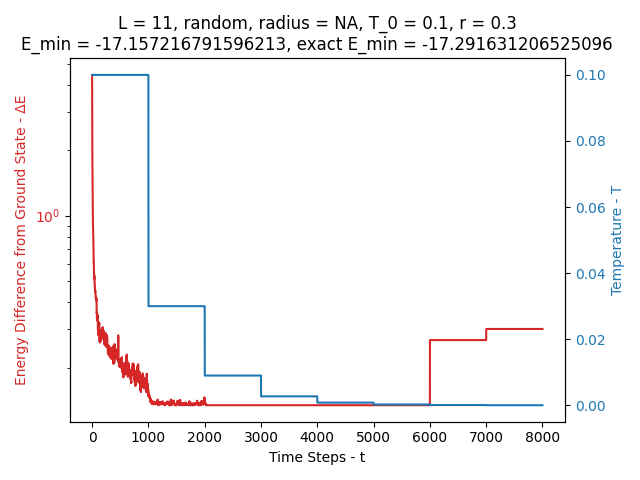 L = 11, random, radius = NA, T_0 = 0.1, r = 0.3
E_min = -17.157216791596213, exact E_min = -17.291631206525096
Energy Difference from Ground State - ΔE
10⁰
0.10
0.08
0.06
0.04
0.02
0.00
Temperature - T
0 1000 2000 3000 4000 5000 6000 7000 8000
Time Steps - t